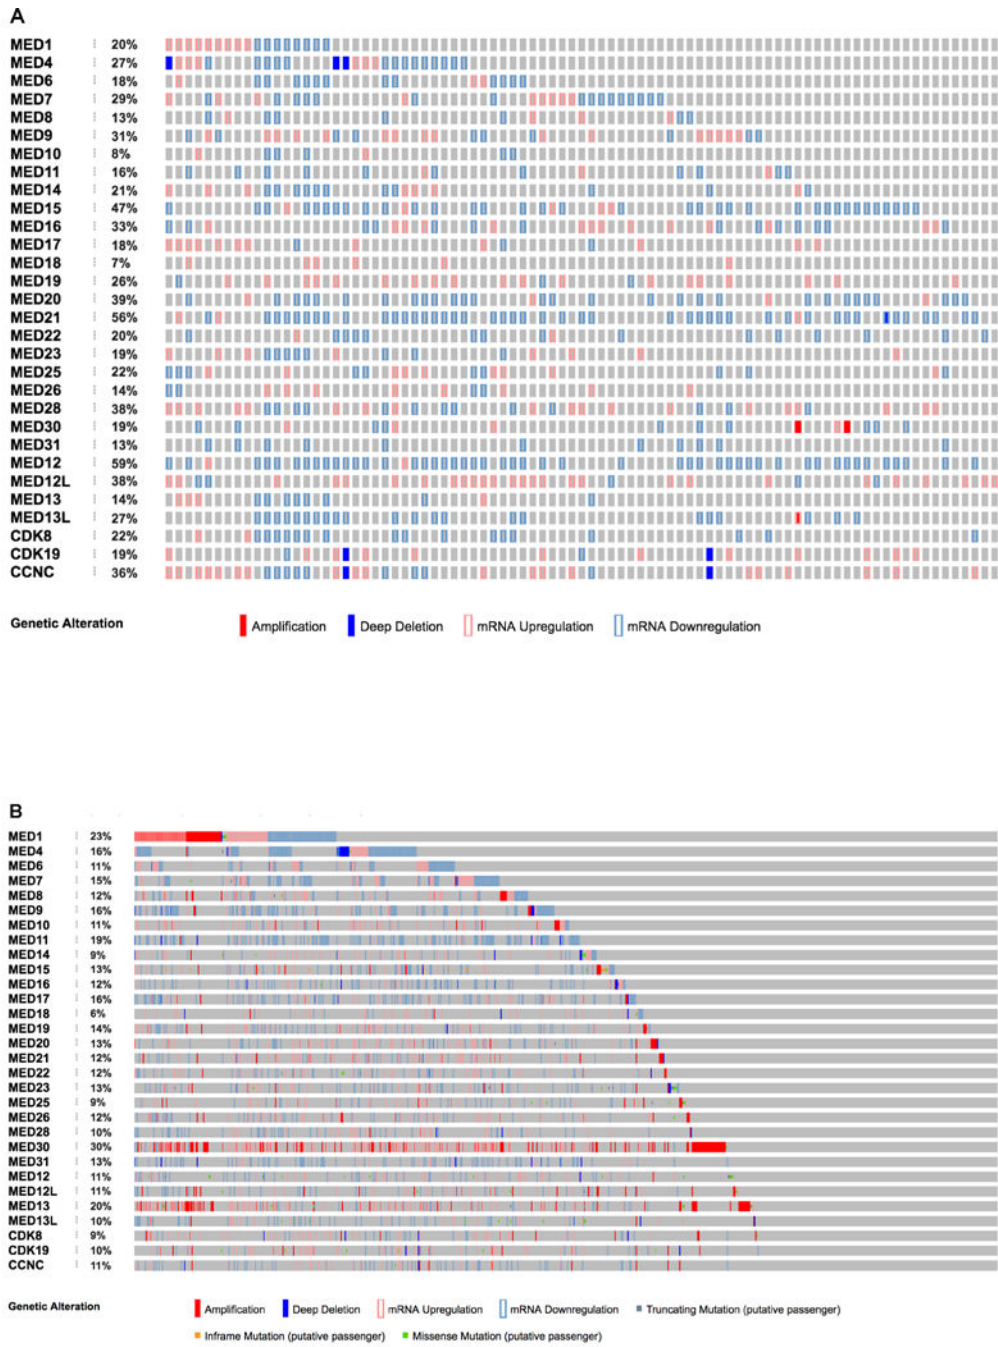 A
MED1 20%
MED4 27%
MED6 18%
MED7 29%
MED8 13%
MED9 31%
MED10 8%
MED11 16%
MED14 21%
MED15 47%
MED16 33%
MED17 18%
MED18 7%
MED19 26%
MED20 39%
MED21 56%
MED22 20%
MED23 19%
MED25 22%
MED26 14%
MED28 38%
MED30 19%
MED31 13%
MED12 59%
MED12L 38%
MED13 14%
MED13L 27%
CDK8 22%
CDK19 19%
CCNC 36%
Genetic Alteration Amplification Deep Deletion mRNA Upregulation mRNA Downregulation
B
MED1 23%
MED4 16%
MED6 11%
MED7 15%
MED8 12%
MED9 16%
MED10 11%
MED11 19%
MED14 9%
MED15 13%
MED16 12%
MED17 16%
MED18 6%
MED19 14%
MED20 13%
MED21 12%
MED22 12%
MED23 13%
MED25 9%
MED26 12%
MED28 10%
MED30 30%
MED31 13%
MED12 11%
MED12L 11%
MED13 20%
MED13L 10%
CDK8 9%
CDK19 10%
CCNC 11%
Genetic Alteration Amplification Deep Deletion mRNA Upregulation mRNA Downregulation Truncating Mutation (putative passenger)
Inframe Mutation (putative passenger) Missense Mutation (putative passenger)